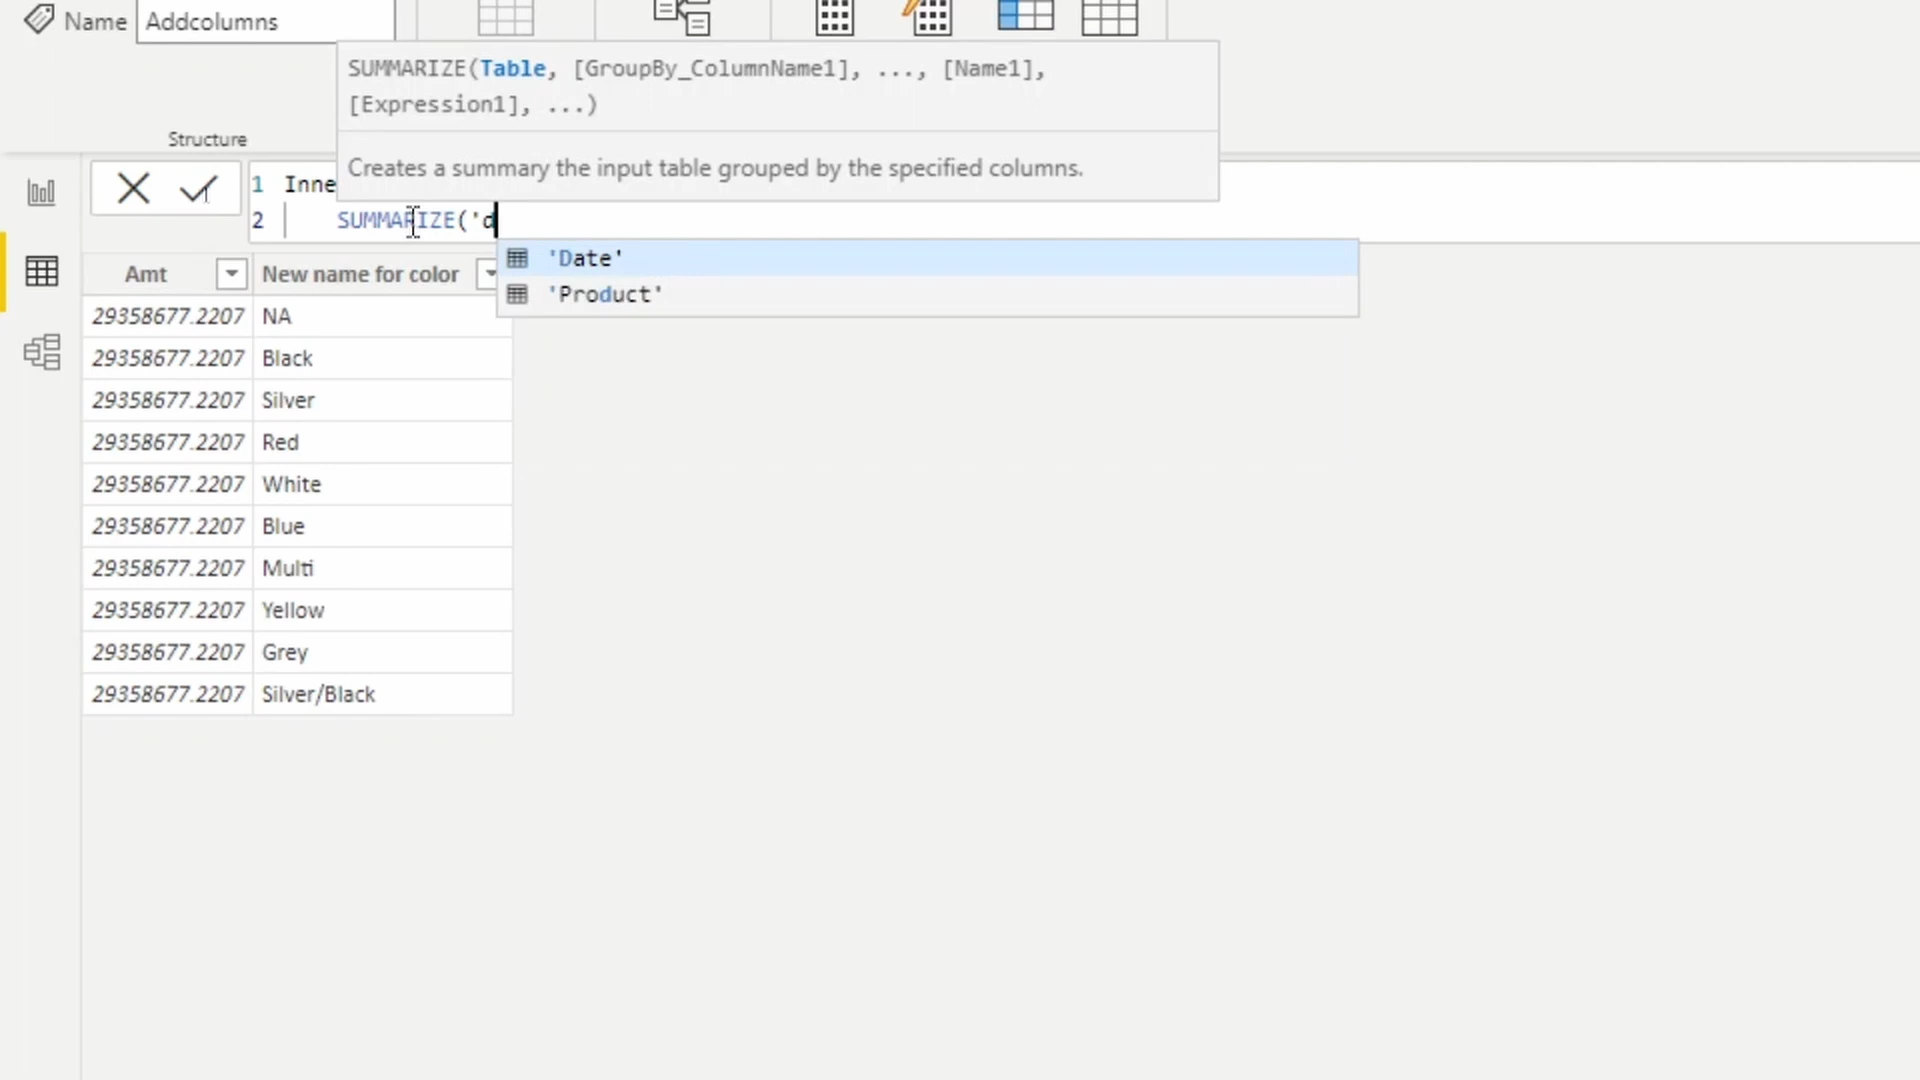 Name Addcolumns
SUMMARIZE(Table, [GroupBy_ColumnName1], ..., [Name1],
[Expression1], ...)
Structure
Creates a summary the input table grouped by the specified columns.
1 Inne
2 SUMMARIZE('d
'Date'
'Product'
Amt New name for color
29358677.2207 NA
29358677.2207 Black
29358677.2207 Silver
29358677.2207 Red
29358677.2207 White
29358677.2207 Blue
29358677.2207 Multi
29358677.2207 Yellow
29358677.2207 Grey
29358677.2207 Silver/Black